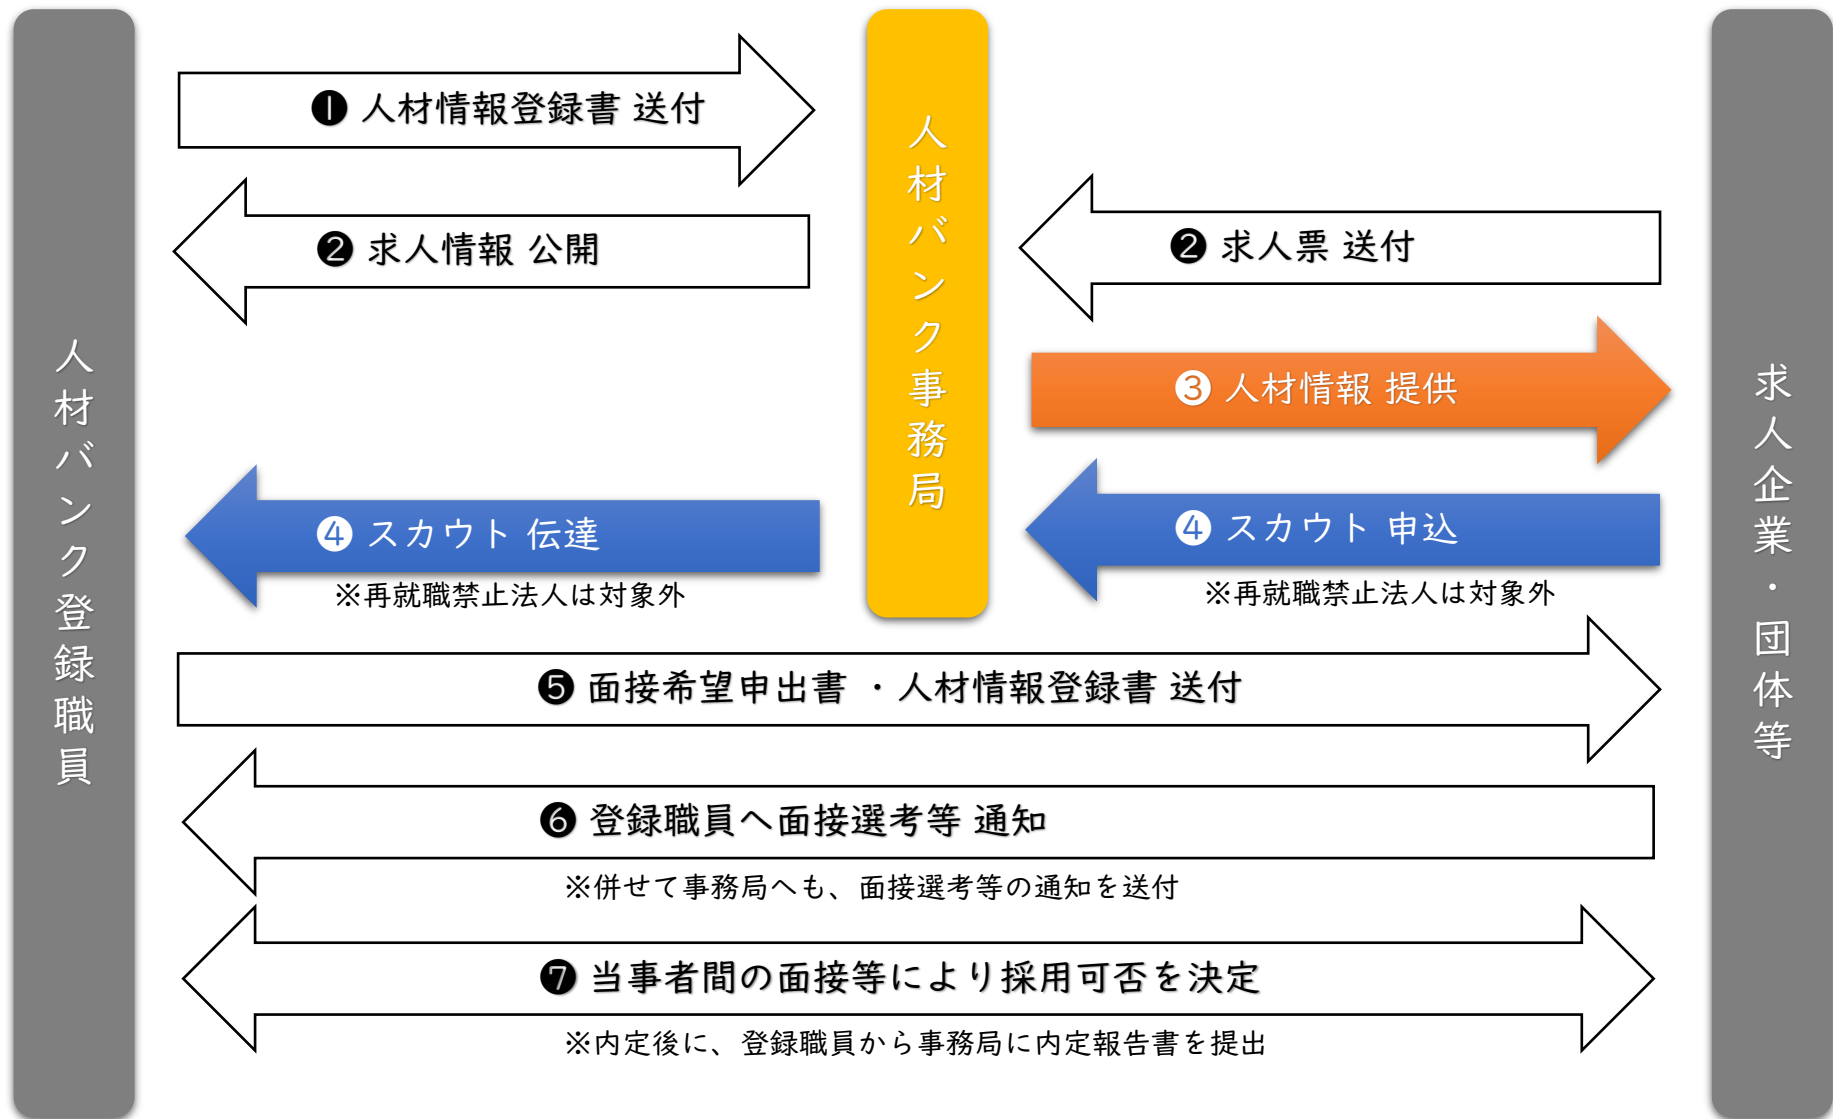 人材バンク登録職員
人材バンク事務局
求人企業・団体等
❶ 人材情報登録書 送付
❷ 求人情報 公開
❷ 求人票 送付
❸ 人材情報 提供
❹ スカウト 伝達
※再就職禁止法人は対象外
❹ スカウト 申込
※再就職禁止法人は対象外
❺ 面接希望申出書 ・人材情報登録書 送付
❻ 登録職員へ面接選考等 通知
※併せて事務局へも、面接選考等の通知を送付
❼ 当事者間の面接等により採用可否を決定
※内定後に、登録職員から事務局に内定報告書を提出